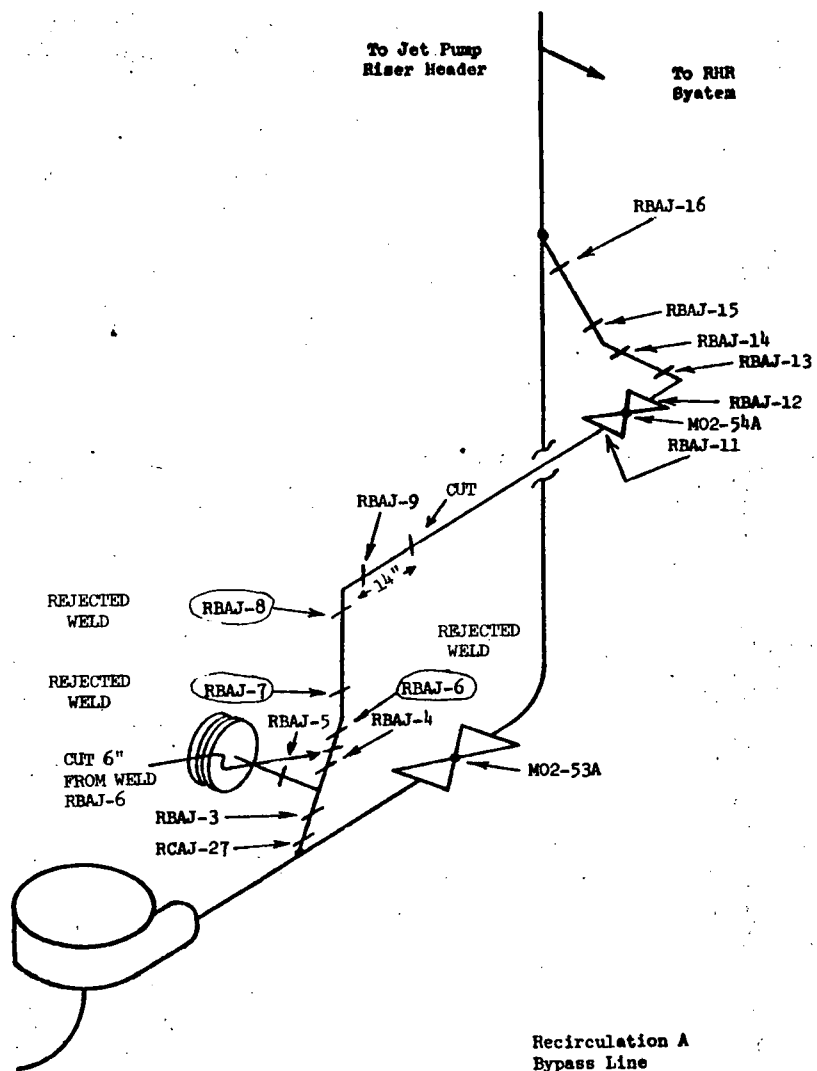 To Jet Pump
Riser Header
To RHR
System
RBAJ-16
RBAJ-15
RBAJ-14
RBAJ-13
RBAJ-12
MO2-54A
RBAJ-11
CUT
RBAJ-9
14"
REJECTED
WELD
RBAJ-8
REJECTED
WELD
REJECTED
WELD
RBAJ-7
RBAJ-6
RBAJ-5
RBAJ-4
CUT 6"
FROM WELD
RBAJ-6
MO2-53A
RBAJ-3
RCAJ-27
Recirculation A
Bypass Line